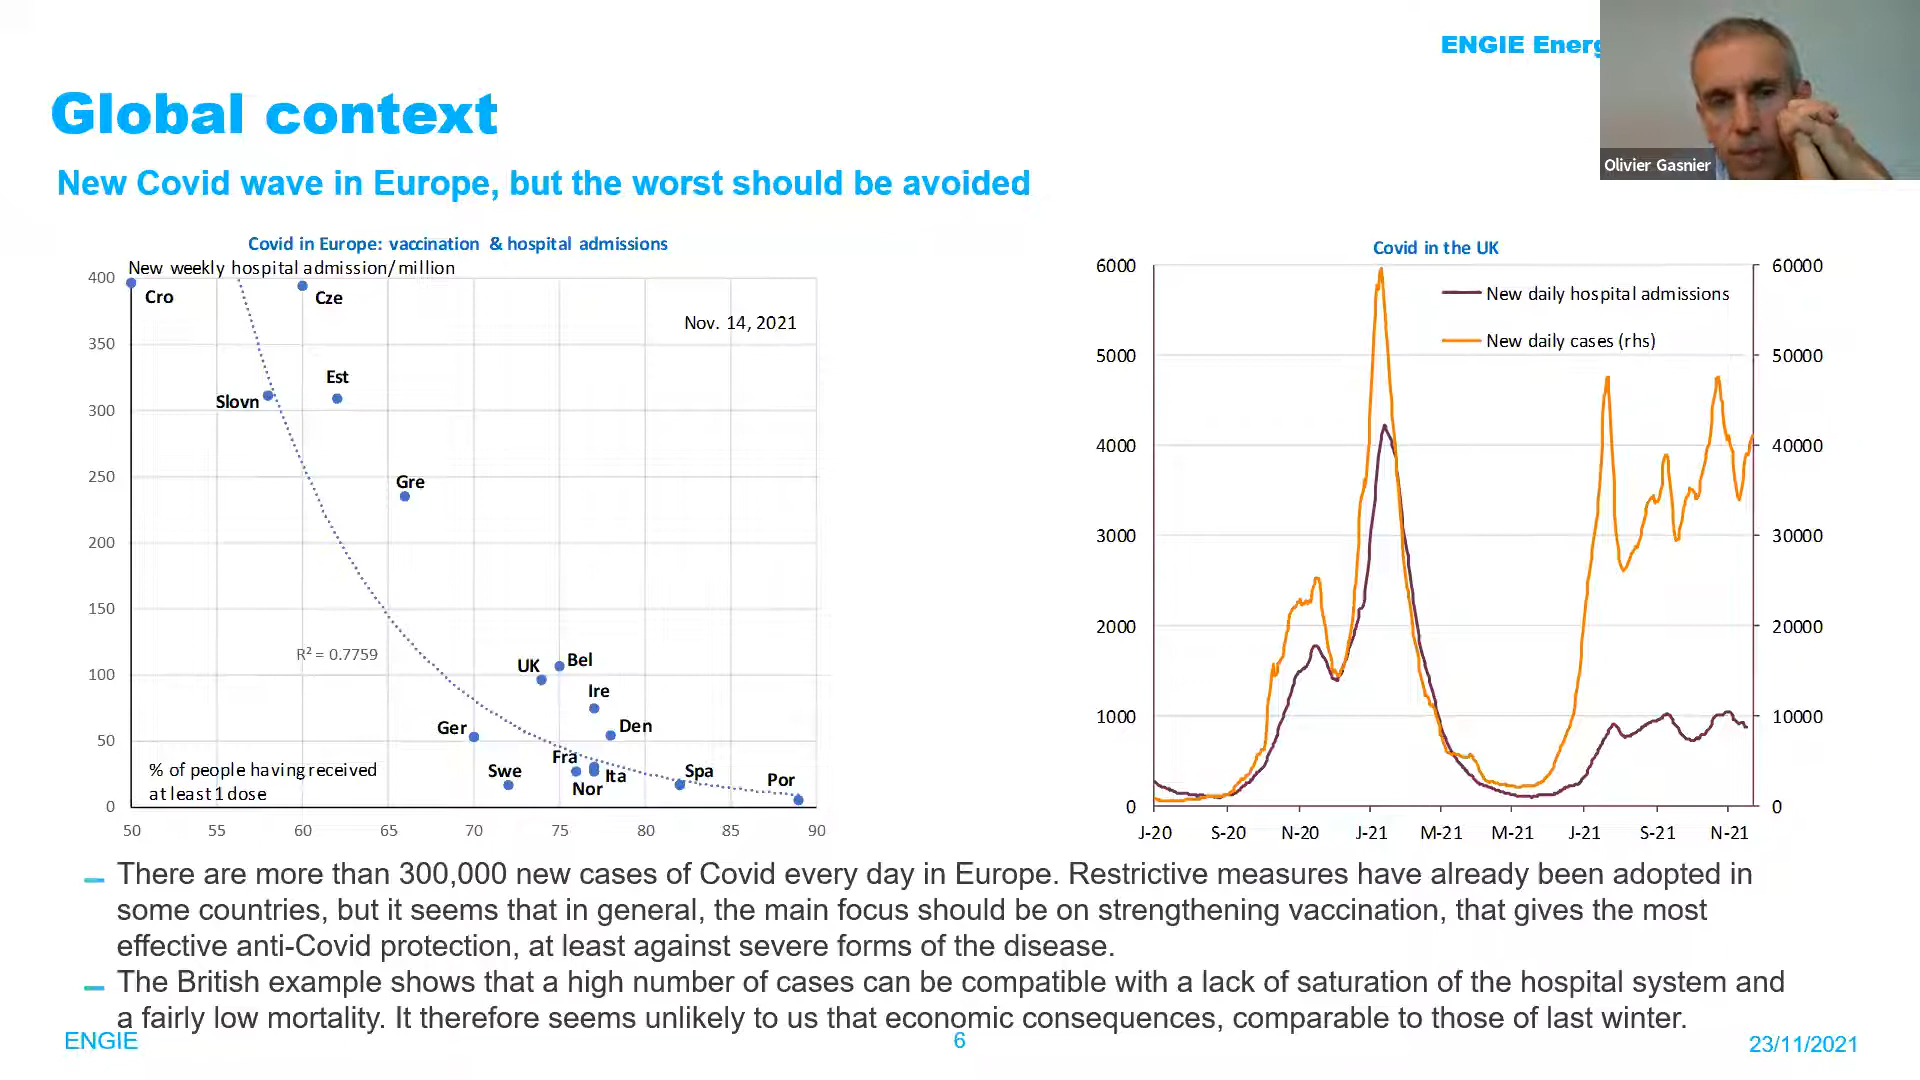 ENGIE Energ
Olivier Gasnier
Global context
New Covid wave in Europe, but the worst should be avoided
Covid in Europe: vaccination & hospital admissions
New weekly hospital admission/million
400
350
300
250
200
150
100
50
0
50 55 60 65 70 75 80 85 90
Cro
Cze
Nov. 14, 2021
Est
Slovn
Gre
R² = 0.7759
UK
Bel
Ire
Ger
Den
Fra
Swe
Ita
Nor
Spa
Por
% of people having received
at least 1 dose
Covid in the UK
New daily hospital admissions
New daily cases (rhs)
6000
5000
4000
3000
2000
1000
0
60000
50000
40000
30000
20000
10000
0
J-20 S-20 N-20 J-21 M-21 M-21 J-21 S-21 N-21
There are more than 300,000 new cases of Covid every day in Europe. Restrictive measures have already been adopted in
some countries, but it seems that in general, the main focus should be on strengthening vaccination, that gives the most
effective anti-Covid protection, at least against severe forms of the disease.
The British example shows that a high number of cases can be compatible with a lack of saturation of the hospital system and
a fairly low mortality. It therefore seems unlikely to us that economic consequences, comparable to those of last winter.
ENGIE
6
23/11/2021